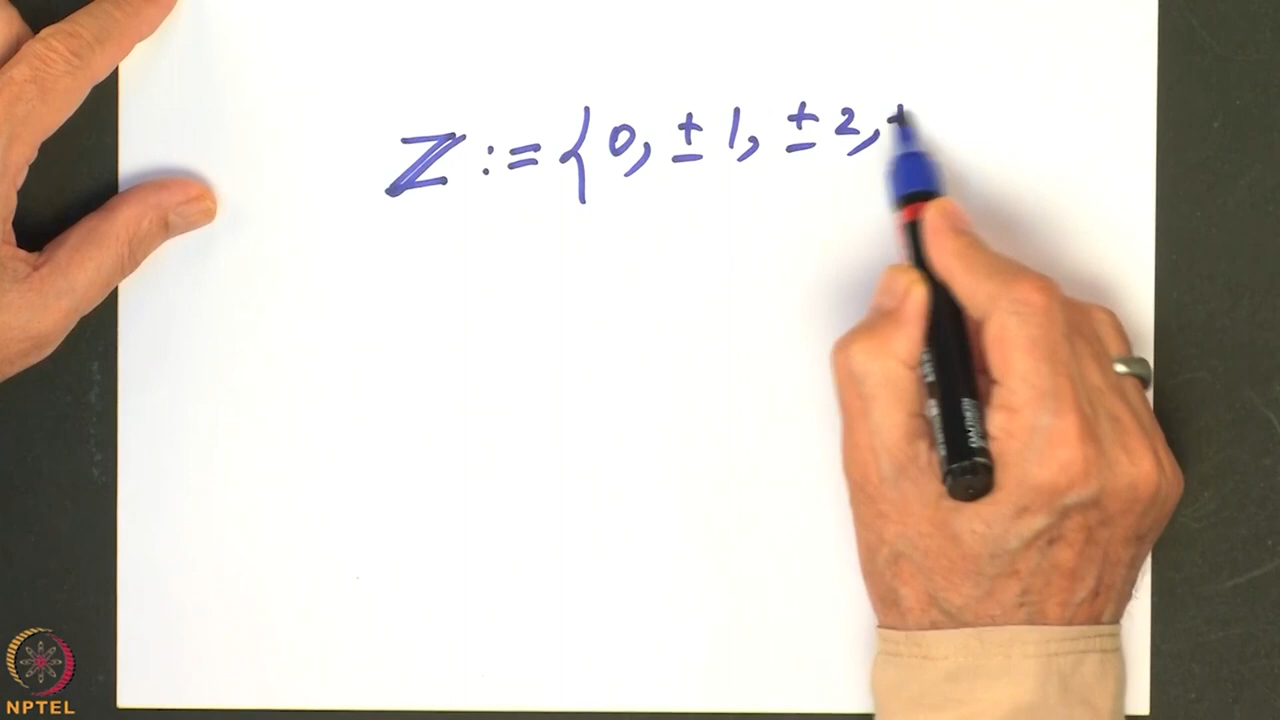 ℤ := { 0, ± 1, ± 2, +
NPTEL